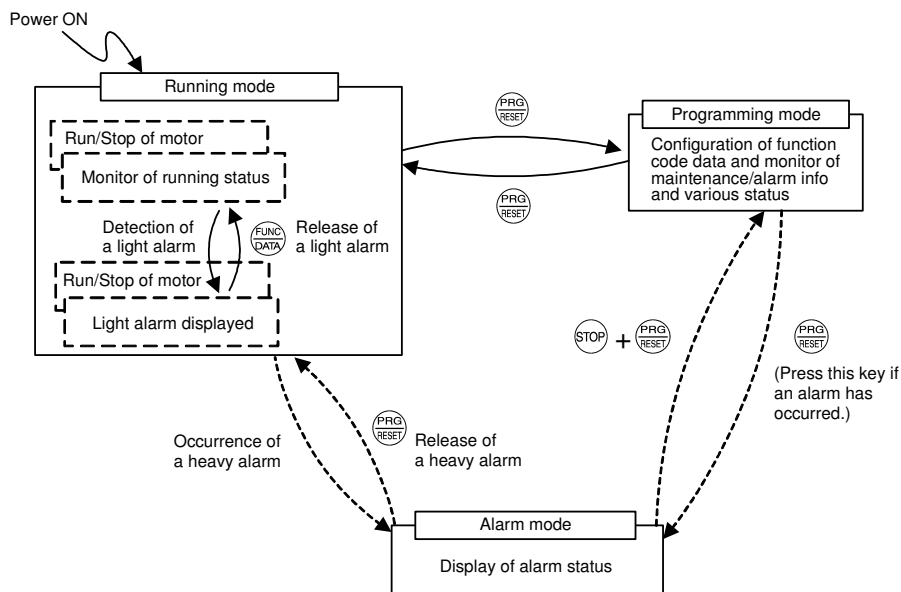 Power ON
Running mode
Run/Stop of motor
Monitor of running status
Detection of
a light alarm
FUNC
DATA
Release of
a light alarm
Run/Stop of motor
Light alarm displayed
PRG
RESET
PRG
RESET
Programming mode
Configuration of function
code data and monitor of
maintenance/alarm info
and various status
STOP + PRG
RESET
PRG
RESET
(Press this key if
an alarm has
occurred.)
Occurrence of
a heavy alarm
PRG
RESET
Release of
a heavy alarm
Alarm mode
Display of alarm status